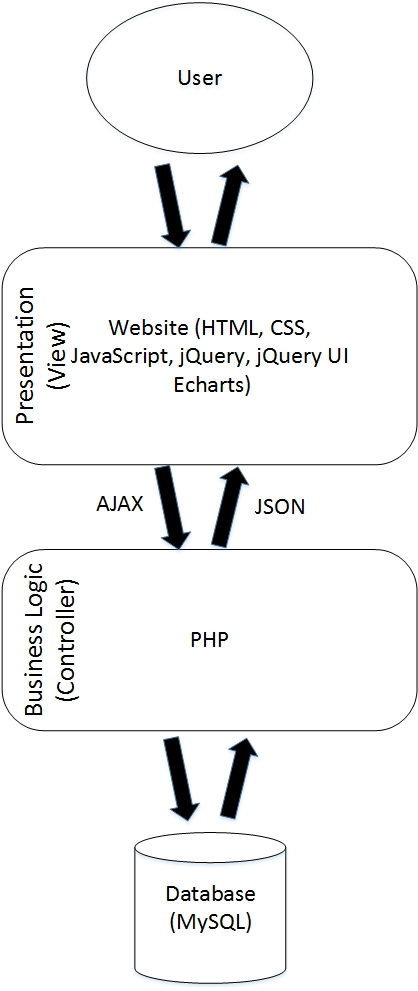 User
Presentation
(View)
Website (HTML, CSS,
JavaScript, jQuery, jQuery UI
Echarts)
AJAX
JSON
Business Logic
(Controller)
PHP
Database
(MySQL)